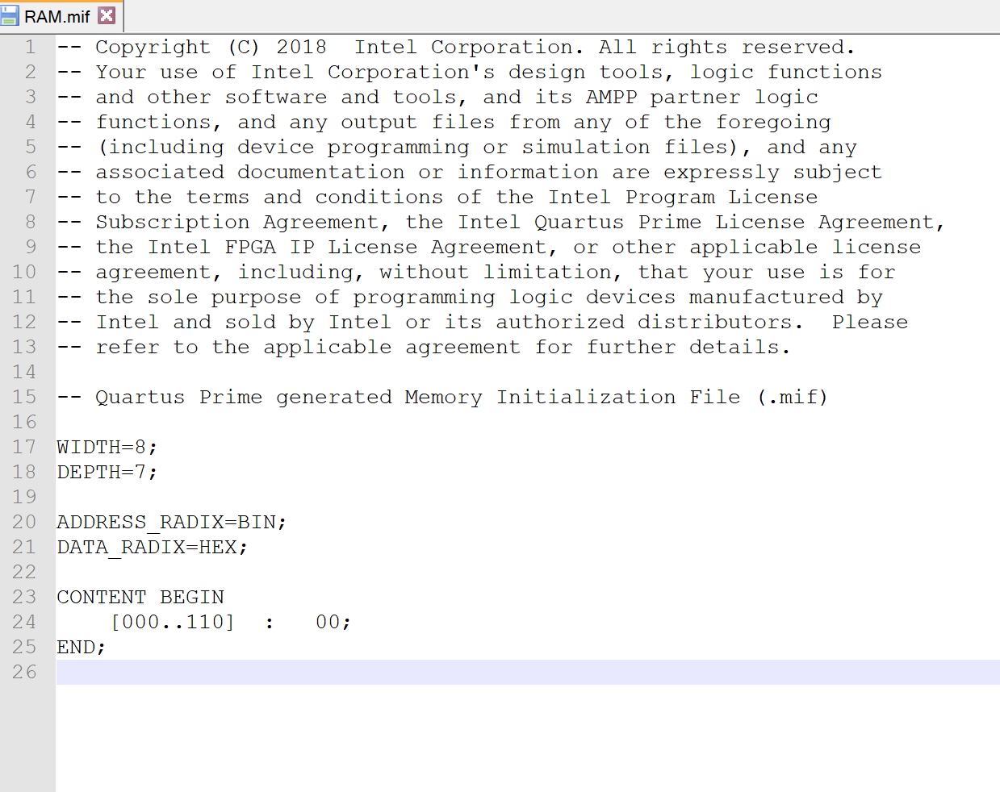 RAM.mif
1 -- Copyright (C) 2018  Intel Corporation. All rights reserved.
2 -- Your use of Intel Corporation's design tools, logic functions
3 -- and other software and tools, and its AMPP partner logic
4 -- functions, and any output files from any of the foregoing
5 -- (including device programming or simulation files), and any
6 -- associated documentation or information are expressly subject
7 -- to the terms and conditions of the Intel Program License
8 -- Subscription Agreement, the Intel Quartus Prime License Agreement,
9 -- the Intel FPGA IP License Agreement, or other applicable license
10 -- agreement, including, without limitation, that your use is for
11 -- the sole purpose of programming logic devices manufactured by
12 -- Intel and sold by Intel or its authorized distributors.  Please
13 -- refer to the applicable agreement for further details.
14
15 -- Quartus Prime generated Memory Initialization File (.mif)
16
17 WIDTH=8;
18 DEPTH=7;
19
20 ADDRESS_RADIX=BIN;
21 DATA_RADIX=HEX;
22
23 CONTENT BEGIN
24     [000..110]  :   00;
25 END;
26